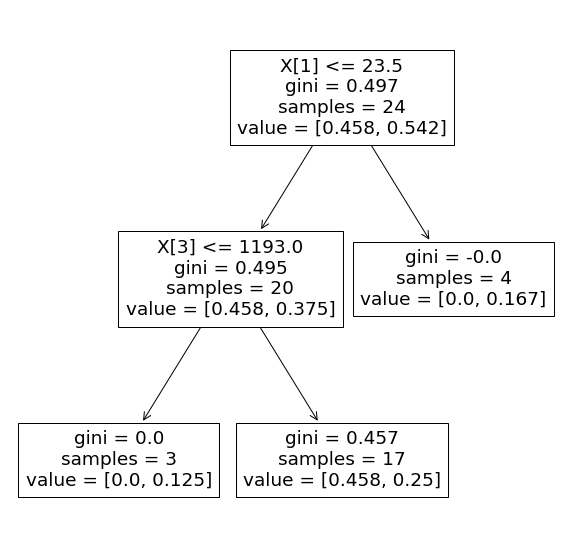 X[1] <= 23.5
gini = 0.497
samples = 24
value = [0.458, 0.542]
X[3] <= 1193.0
gini = 0.495
samples = 20
value = [0.458, 0.375]
gini = -0.0
samples = 4
value = [0.0, 0.167]
gini = 0.0
samples = 3
value = [0.0, 0.125]
gini = 0.457
samples = 17
value = [0.458, 0.25]